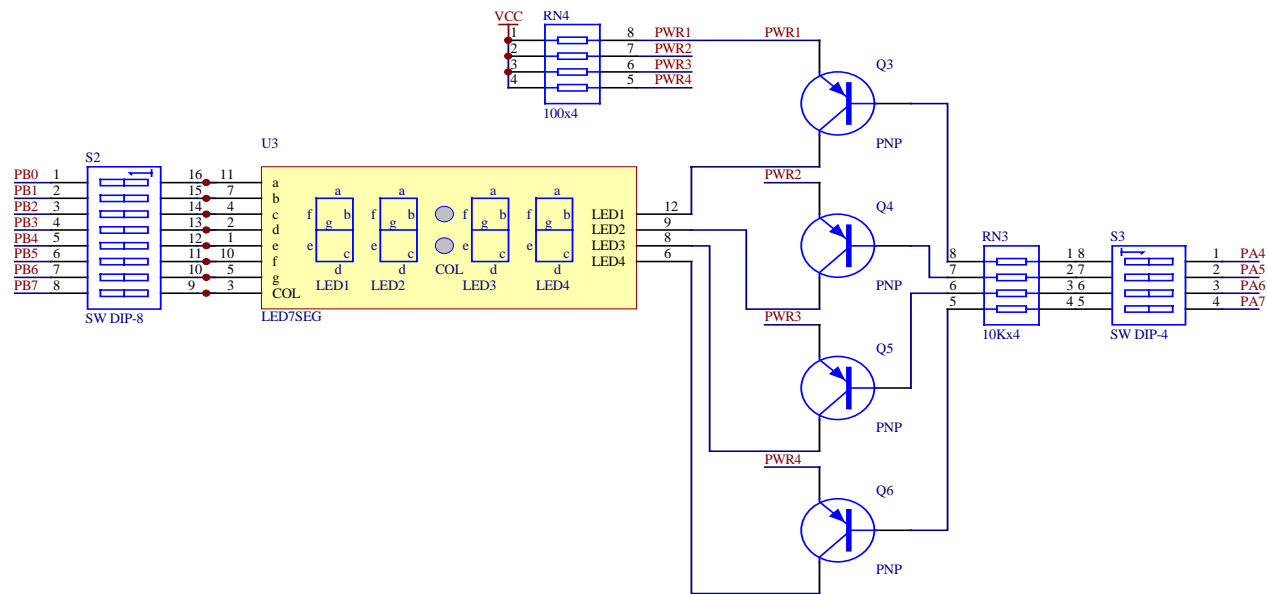 VCC RN4
1 8 PWR1 PWR1
2 7 PWR2
3 6 PWR3
4 5 PWR4
100x4
Q3
PNP
S2
U3
PB0 1 16 11 a
PB1 2 15 7 b
PB2 3 14 4 c
PB3 4 13 2 d
PB4 5 12 1 e
PB5 6 11 10 f
PB6 7 10 5 g
PB7 8 9 3 COL
SW DIP-8
LED7SEG
a a a a
f b f b f b f b
g g g g
e c e c e c e c
d d d d
COL
LED1 LED2 LED3 LED4
LED1 12
LED2 9
LED3 8
LED4 6
PWR2
Q4
PNP
PWR3
Q5
PNP
PWR4
Q6
PNP
RN3 S3
8 1 8 1 PA4
7 2 7 2 PA5
6 3 6 3 PA6
5 4 5 4 PA7
10Kx4 SW DIP-4